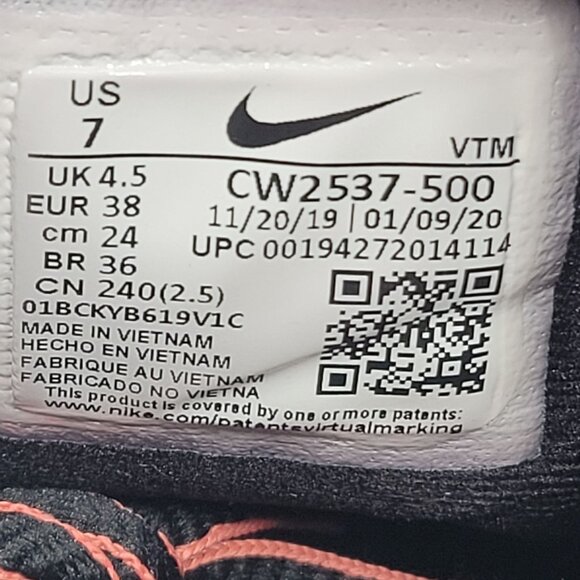 US
7
VTM
UK 4.5
EUR 38
cm 24
BR 36
CN 240(2.5)
CW2537-500
11/20/19 | 01/09/20
UPC 00194272014114
01BCKYB619V1C
MADE IN VIETNAM
HECHO EN VIETNAM
FABRIQUE AU VIETNAM
FABRICADO NO VIETNA
This product is covered by one or more patents:
www.nike.com/patentsvirtualmarking